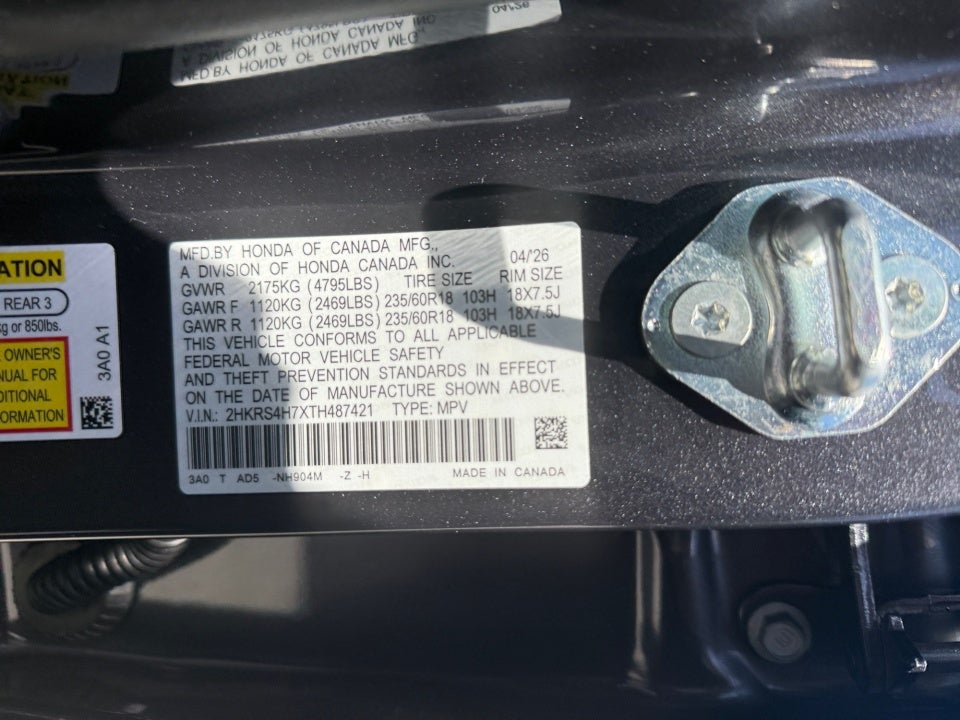 MFD.BY HONDA OF CANADA MFG.,
A DIVISION OF HONDA CANADA INC. 04/'26
GVWR 2175KG (4795LBS) TIRE SIZE RIM SIZE
GAWR F 1120KG (2469LBS) 235/60R18 103H 18X7.5J
GAWR R 1120KG (2469LBS) 235/60R18 103H 18X7.5J
THIS VEHICLE CONFORMS TO ALL APPLICABLE
FEDERAL MOTOR VEHICLE SAFETY
AND THEFT PREVENTION STANDARDS IN EFFECT
ON THE DATE OF MANUFACTURE SHOWN ABOVE.
V.I.N.: 2HKRS4H7XTH487421 TYPE: MPV
3A0 T AD5 -NH904M -Z -H MADE IN CANADA
REAR 3
kg or 850lbs.
OWNER'S
FOR
3A0 A1